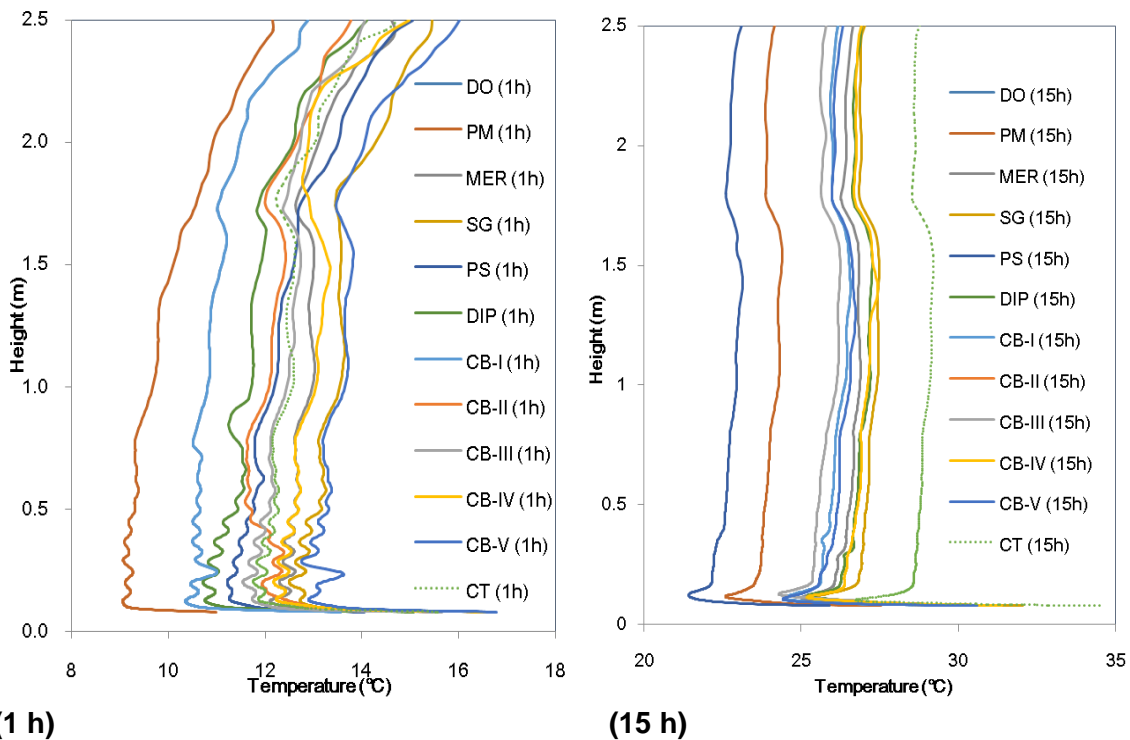 2.5
2.0
1.5
1.0
0.5
0.0
Height (m)
8
10
12
14
16
18
Temperature (°C)
DO (1h)
PM (1h)
MER (1h)
SG (1h)
PS (1h)
DIP (1h)
CB-I (1h)
CB-II (1h)
CB-III (1h)
CB-IV (1h)
CB-V (1h)
CT (1h)
(1 h)
2.5
2
1.5
1
0.5
0
Height (m)
20
25
30
35
Temperature (°C)
DO (15h)
PM (15h)
MER (15h)
SG (15h)
PS (15h)
DIP (15h)
CB-I (15h)
CB-II (15h)
CB-III (15h)
CB-IV (15h)
CB-V (15h)
CT (15h)
(15 h)